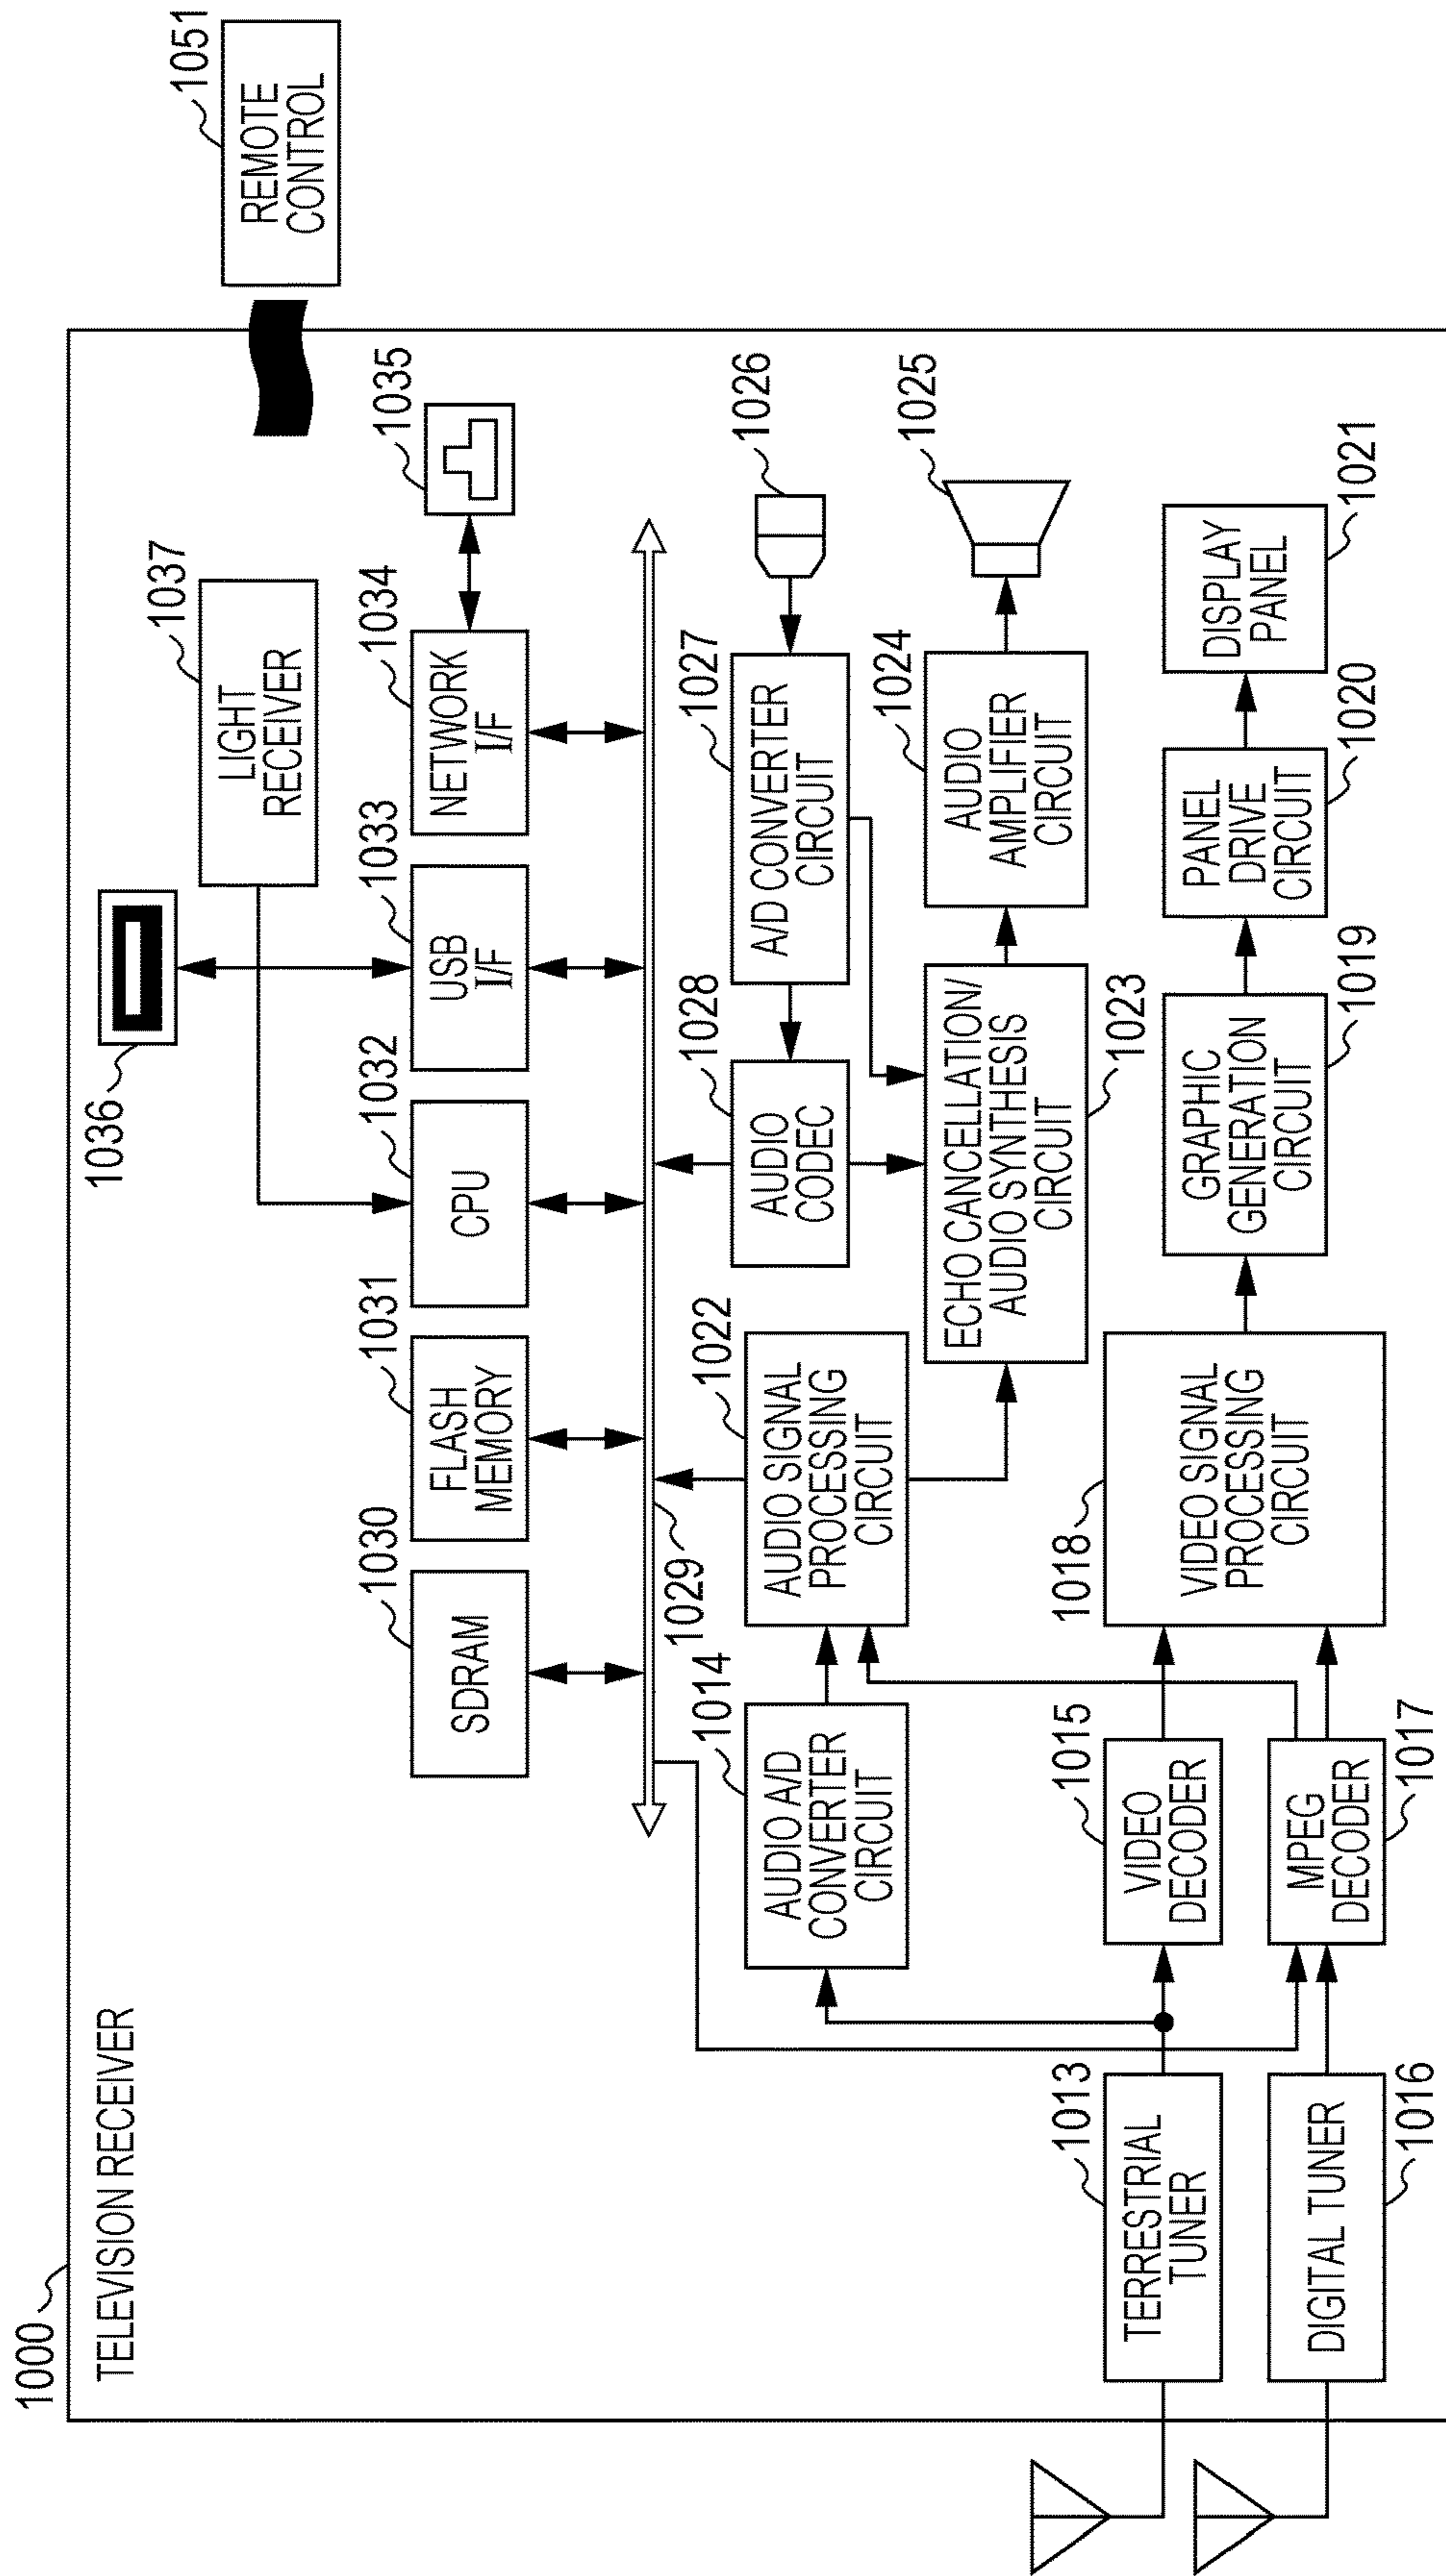 1000
TELEVISION RECEIVER
1051
REMOTE
CONTROL
1036
1037
LIGHT
RECEIVER
1030
SDRAM
1031
FLASH
MEMORY
1032
CPU
1033
USB
I/F
1034
NETWORK
I/F
1035
1029
1014
AUDIO A/D
CONVERTER
CIRCUIT
1022
AUDIO SIGNAL
PROCESSING
CIRCUIT
1028
AUDIO
CODEC
1027
A/D CONVERTER
CIRCUIT
1026
ECHO CANCELLATION/
AUDIO SYNTHESIS
CIRCUIT
1023
1024
AUDIO
AMPLIFIER
CIRCUIT
1025
1013
TERRESTRIAL
TUNER
1015
VIDEO
DECODER
1018
VIDEO SIGNAL
PROCESSING
CIRCUIT
GRAPHIC
GENERATION
CIRCUIT
1019
PANEL
DRIVE
CIRCUIT
1020
DISPLAY
PANEL
1021
DIGITAL TUNER
1016
MPEG
DECODER
1017